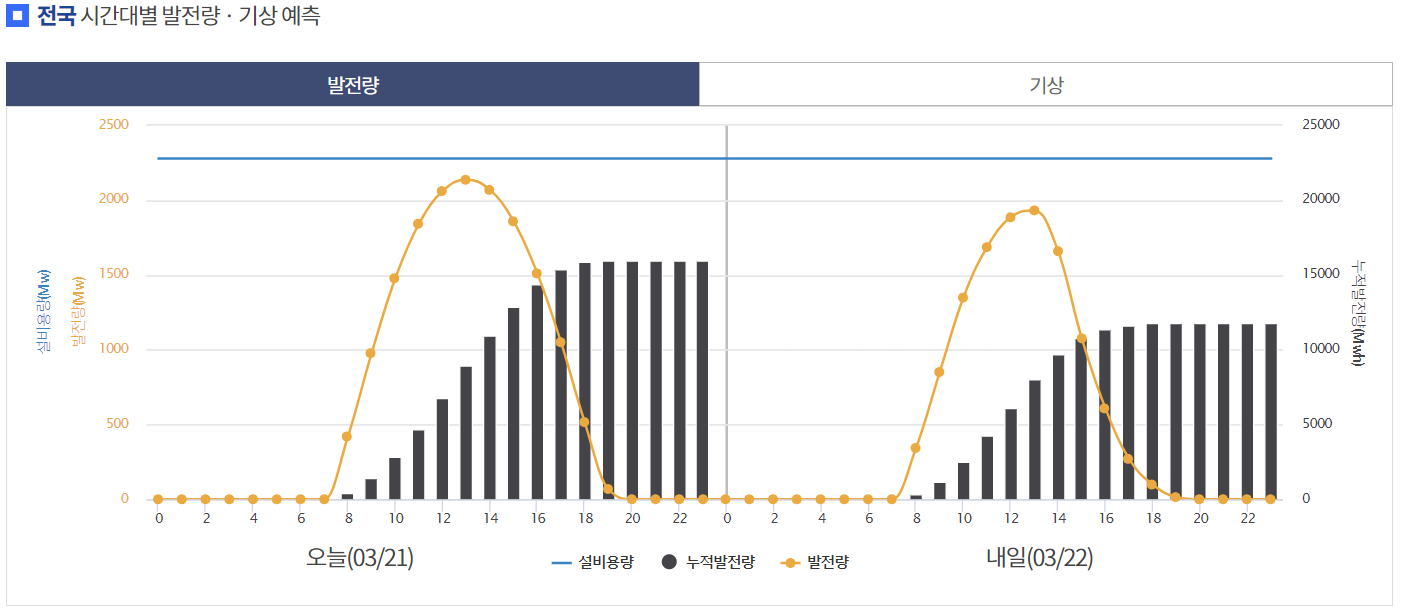 전국 시간대별 발전량 · 기상 예측
발전량
기상
2500
2000
1500
1000
500
0
설비용량(Mw)
발전량(Mw)
25000
20000
15000
10000
5000
0
누적발전량(Mwh)
0 2 4 6 8 10 12 14 16 18 20 22 0 2 4 6 8 10 12 14 16 18 20 22
오늘(03/21)
내일(03/22)
설비용량 누적발전량 발전량